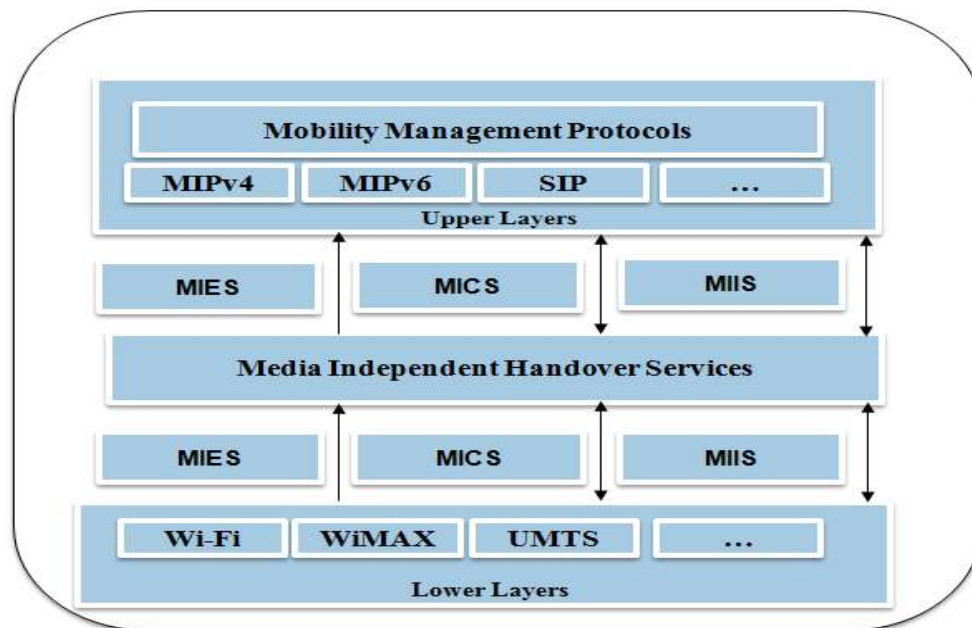 Mobility Management Protocols
MIPv4 MIPv6 SIP ...
Upper Layers
MIES MICS MIIS
Media Independent Handover Services
MIES MICS MIIS
Wi-Fi WiMAX UMTS ...
Lower Layers